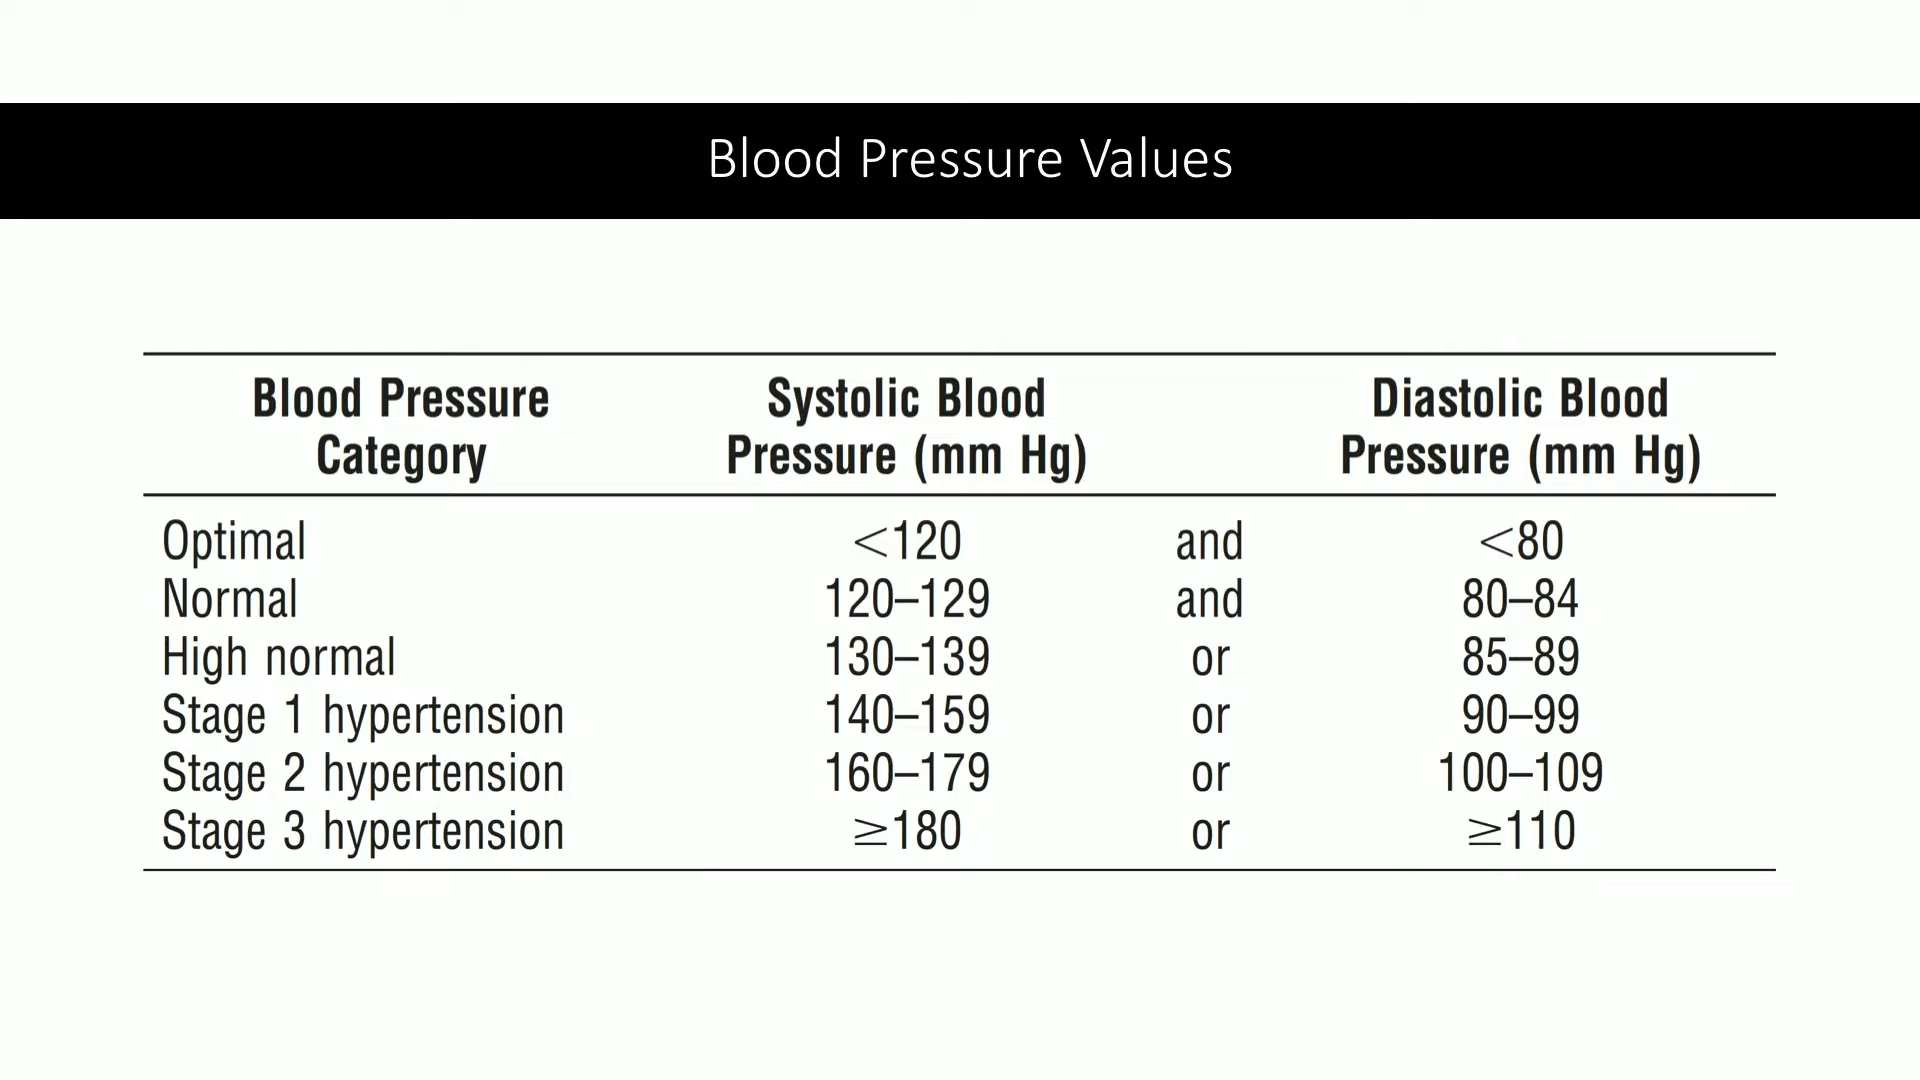 Blood Pressure Values
Blood Pressure Category Systolic Blood Pressure (mm Hg) Diastolic Blood Pressure (mm Hg)
Optimal <120 and <80
Normal 120–129 and 80–84
High normal 130–139 or 85–89
Stage 1 hypertension 140–159 or 90–99
Stage 2 hypertension 160–179 or 100–109
Stage 3 hypertension ≥180 or ≥110